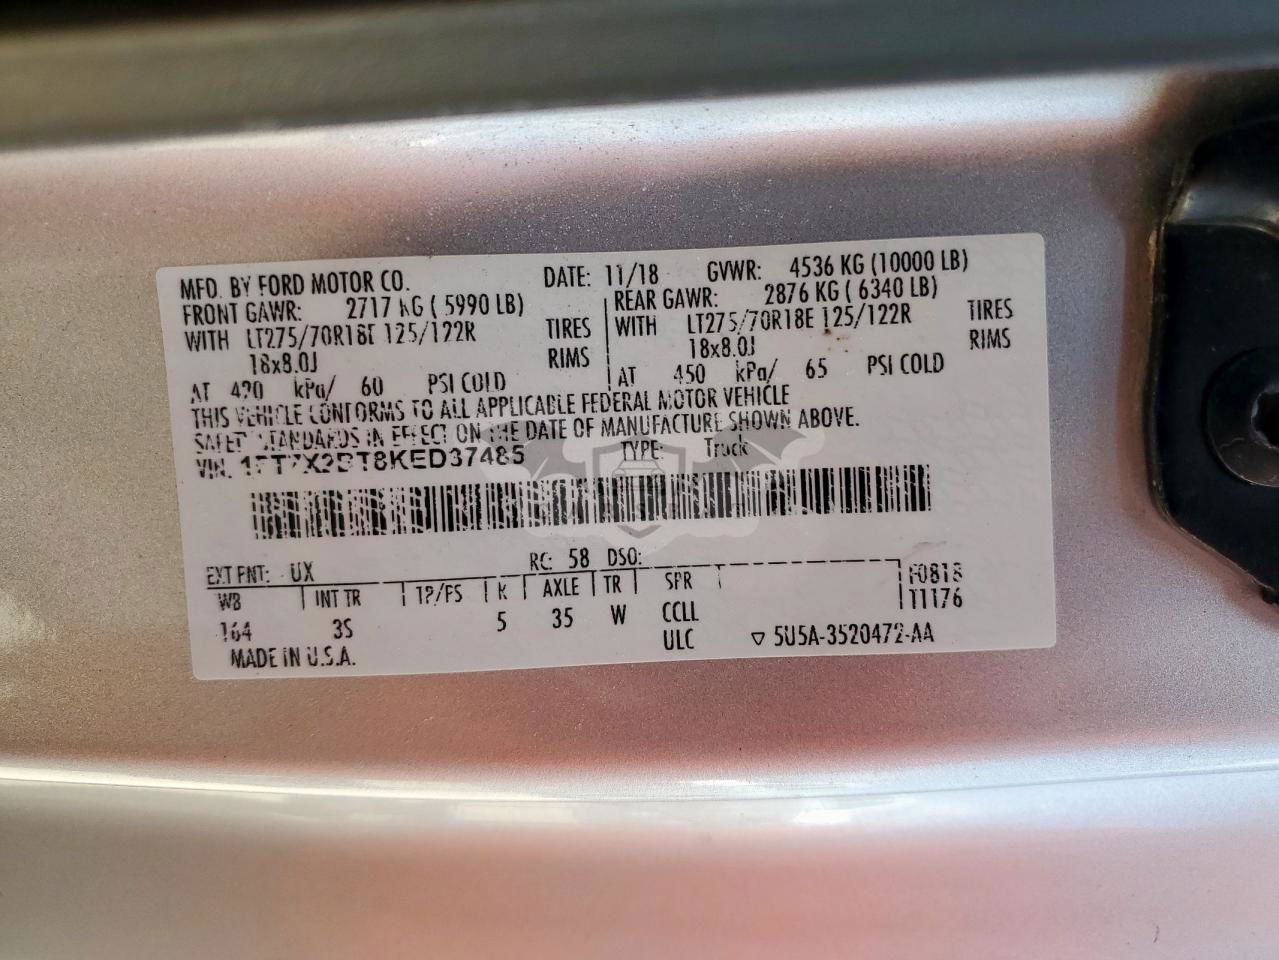 MFD. BY FORD MOTOR CO. DATE: 11/18 GVWR: 4536 KG (10000 LB)
FRONT GAWR: 2717 KG ( 5990 LB) REAR GAWR: 2876 KG ( 6340 LB)
WITH LT275/70R18E 125/122R TIRES WITH LT275/70R18E 125/122R TIRES
18x8.0J RIMS 18x8.0J RIMS
AT 420 kPa/ 60 PSI COLD AT 450 kPa/ 65 PSI COLD
THIS VEHICLE CONFORMS TO ALL APPLICABLE FEDERAL MOTOR VEHICLE
SAFETY STANDARDS IN EFFECT ON THE DATE OF MANUFACTURE SHOWN ABOVE.
VIN: 1FT7X2BT8KED37485 TYPE: Truck
EXT PNT: UX RC: 58 DSO:
WB INT TR TP/PS R AXLE TR SPR F0818
164 3S 5 35 W CCLL T1176
ULC ▽ 5U5A-3520472-AA
MADE IN U.S.A.